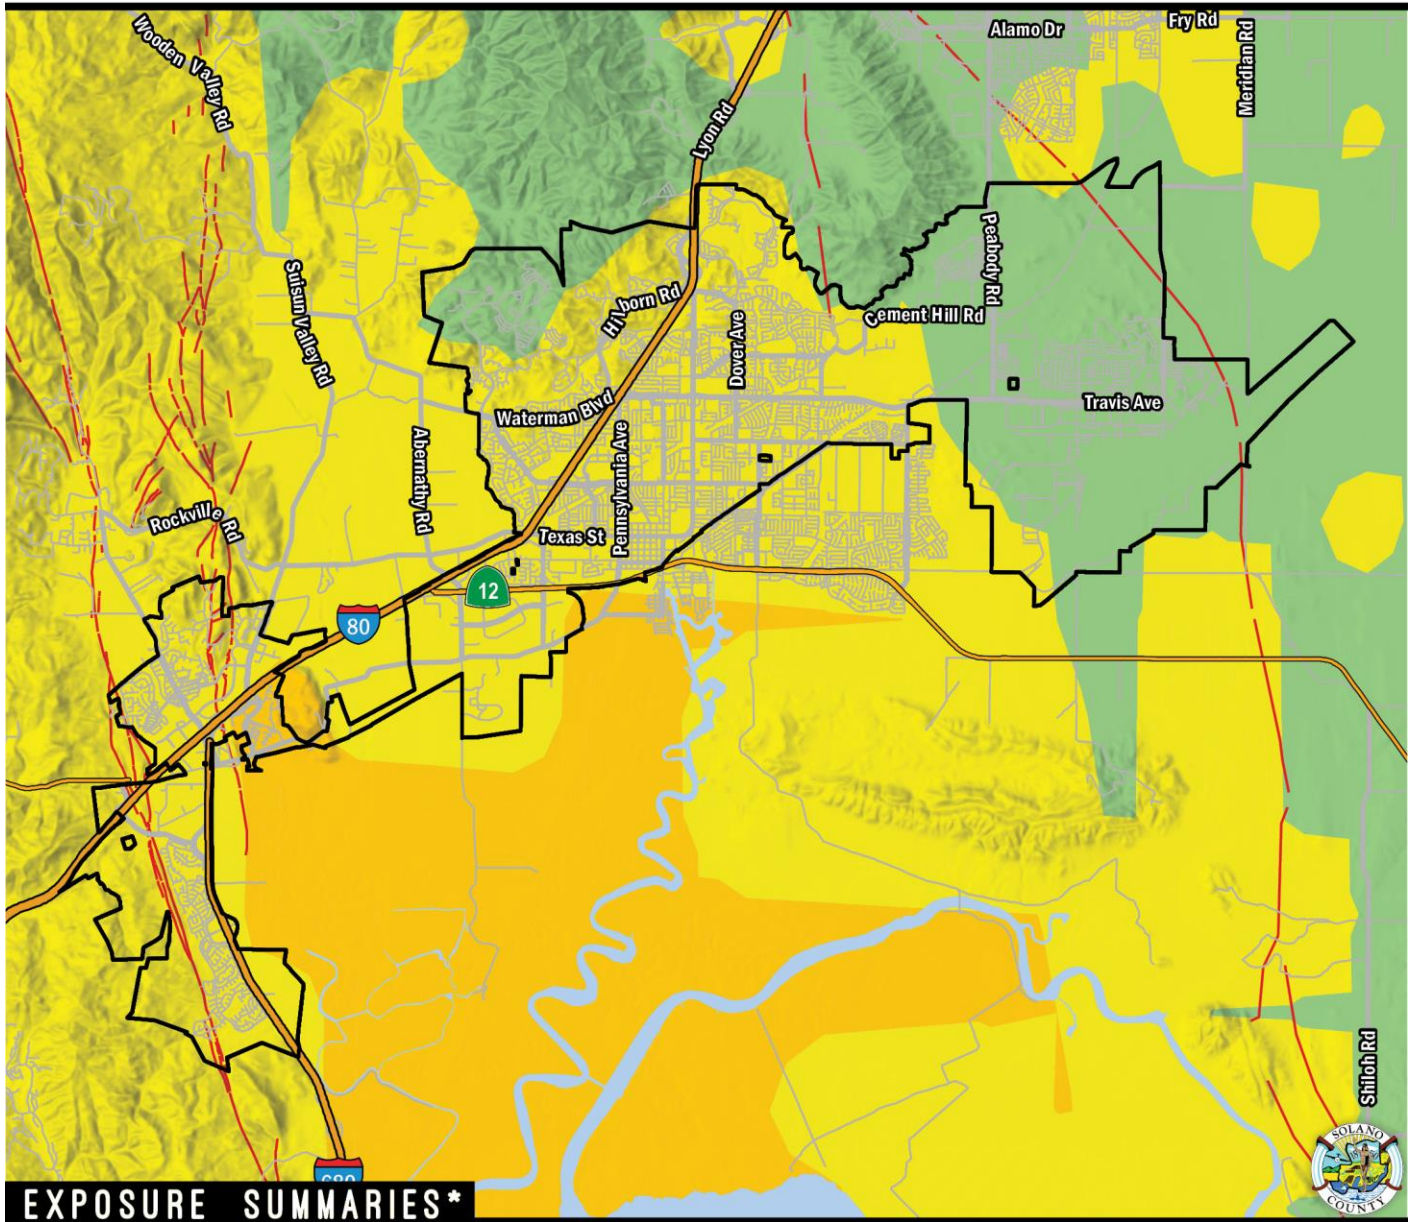 Wooden Valley Rd
Alamo Dr
Fry Rd
Meridian Rd
Lyon Rd
Peabody Rd
Suisun Valley Rd
Hilborn Rd
Cement Hill Rd
Dover Ave
Waterman Blvd
Travis Ave
Abernathy Rd
Pennsylvania Ave
Rockville Rd
Texas St
12
80
Shiloh Rd
SOLANO
COUNTY
680
EXPOSURE SUMMARIES*